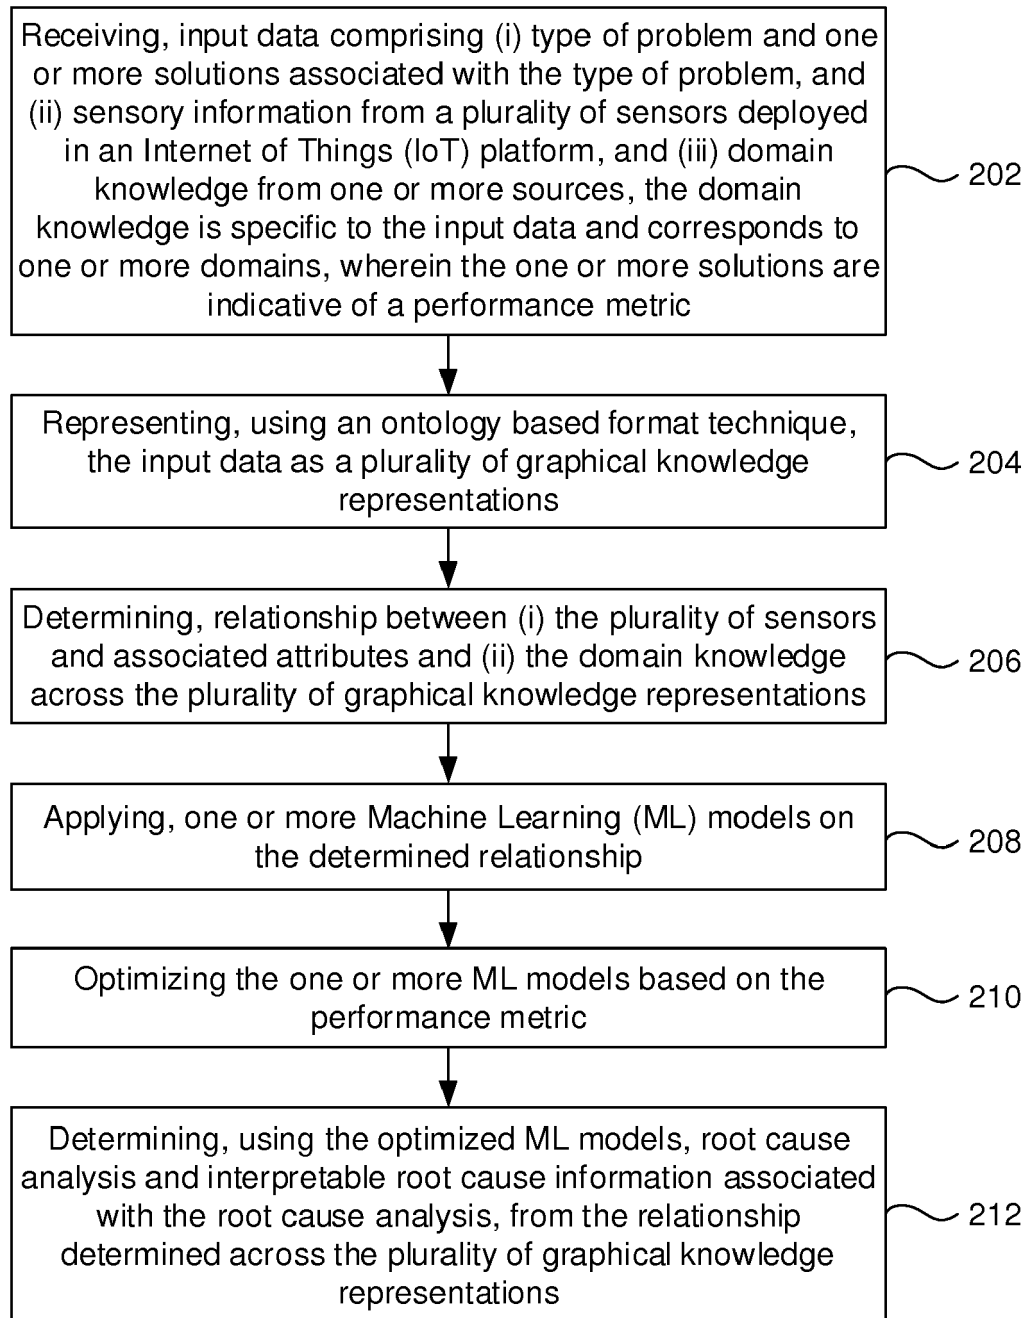 Receiving, input data comprising (i) type of problem and one
or more solutions associated with the type of problem, and
(ii) sensory information from a plurality of sensors deployed
in an Internet of Things (IoT) platform, and (iii) domain
knowledge from one or more sources, the domain
knowledge is specific to the input data and corresponds to
one or more domains, wherein the one or more solutions are
indicative of a performance metric
202
Representing, using an ontology based format technique,
the input data as a plurality of graphical knowledge
representations
204
Determining, relationship between (i) the plurality of sensors
and associated attributes and (ii) the domain knowledge
across the plurality of graphical knowledge representations
206
Applying, one or more Machine Learning (ML) models on
the determined relationship
208
Optimizing the one or more ML models based on the
performance metric
210
Determining, using the optimized ML models, root cause
analysis and interpretable root cause information associated
with the root cause analysis, from the relationship
determined across the plurality of graphical knowledge
representations
212